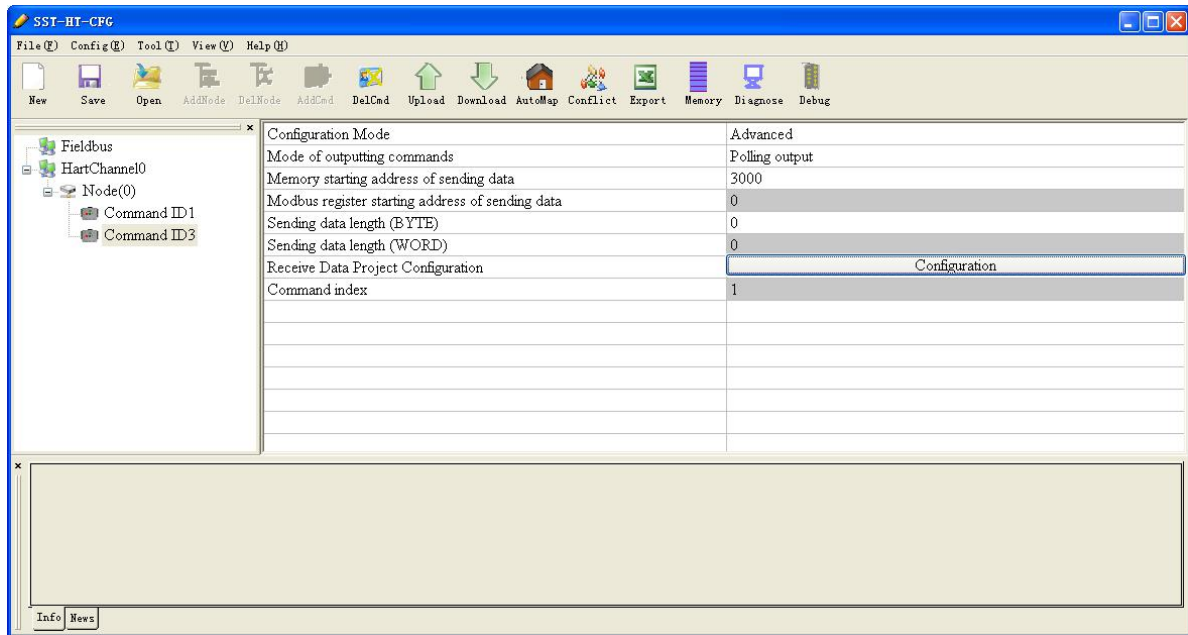 SST-HT-CFG
File(F) Config(E) Tool(T) View(V) Help(H)
New Save Open AddNode DelNode AddCmd DelCmd Upload Download AutoMap Conflict Export Memory Diagnose Debug
Fieldbus
HartChannel0
Node(0)
Command ID1
Command ID3
Configuration Mode Advanced
Mode of outputting commands Polling output
Memory starting address of sending data 3000
Modbus register starting address of sending data 0
Sending data length (BYTE) 0
Sending data length (WORD) 0
Receive Data Project Configuration Configuration
Command index 1
Info News